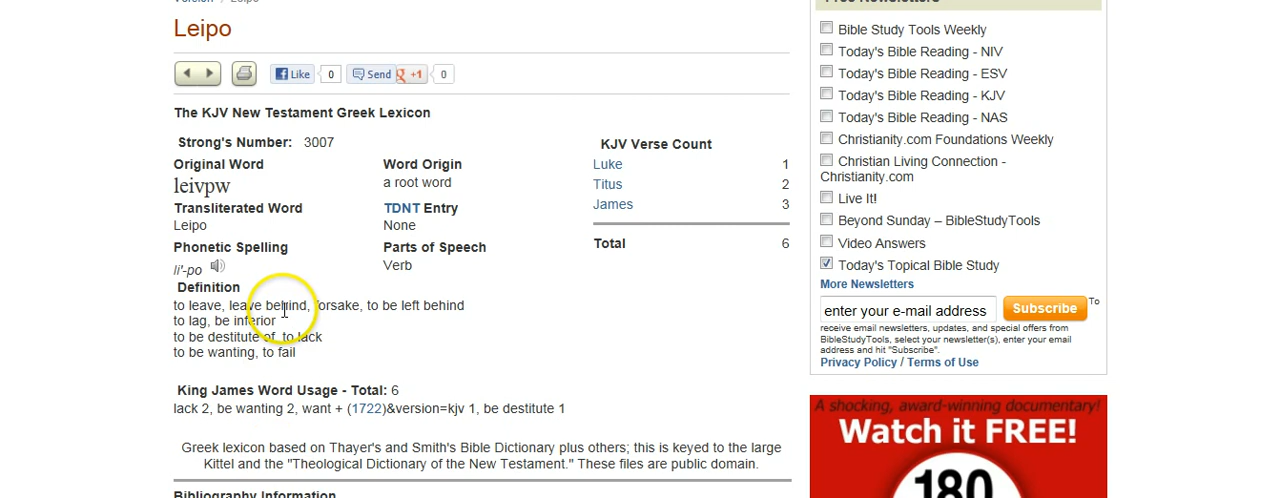 Leipo
Leipo
Like 0 Send +1 0
The KJV New Testament Greek Lexicon
Strong's Number: 3007
Original Word
leivpw
Transliterated Word
Leipo
Phonetic Spelling
li'-po
Word Origin
a root word
TDNT Entry
None
Parts of Speech
Verb
Definition
to leave, leave behind, forsake, to be left behind
to lag, be inferior
to be destitute of, to lack
to be wanting, to fail
KJV Verse Count
Luke 1
Titus 2
James 3
Total 6
King James Word Usage - Total: 6
lack 2, be wanting 2, want + (1722)&version=kjv 1, be destitute 1
Greek lexicon based on Thayer's and Smith's Bible Dictionary plus others; this is keyed to the large
Kittel and the "Theological Dictionary of the New Testament." These files are public domain.
Bibliography Information
Free Newsletters
Bible Study Tools Weekly
Today's Bible Reading - NIV
Today's Bible Reading - ESV
Today's Bible Reading - KJV
Today's Bible Reading - NAS
Christianity.com Foundations Weekly
Christian Living Connection -
Christianity.com
Live It!
Beyond Sunday – BibleStudyTools
Video Answers
Today's Topical Bible Study
More Newsletters
enter your e-mail address Subscribe To
receive email newsletters, updates, and special offers from
BibleStudyTools, select your newsletter(s), enter your email
address and hit "Subscribe".
Privacy Policy / Terms of Use
A shocking, award-winning documentary!
Watch it FREE!
180